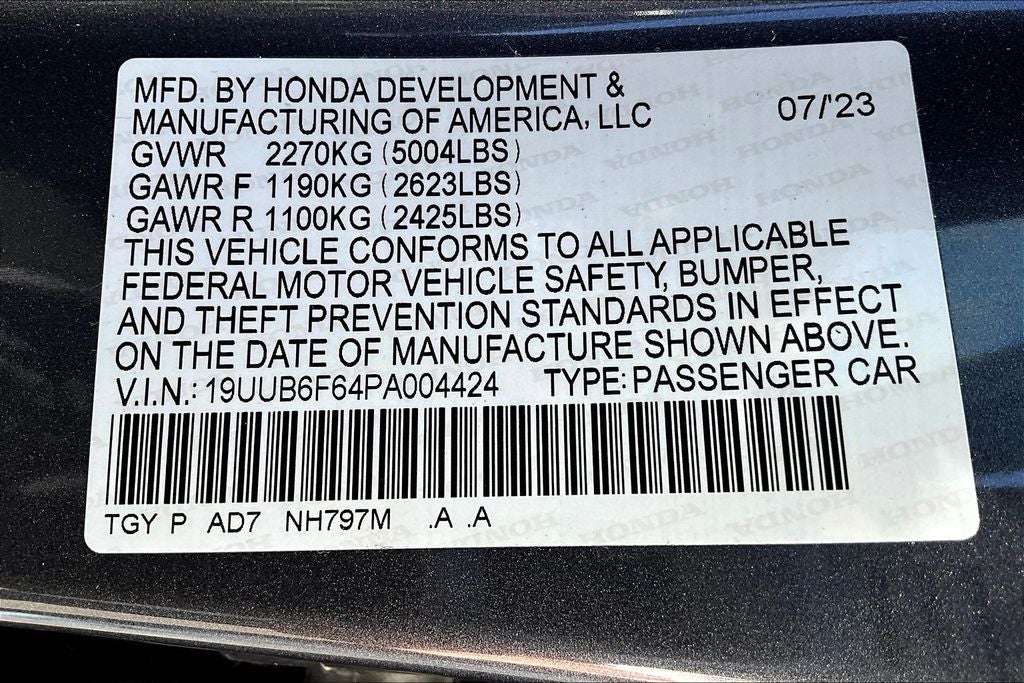 MFD. BY HONDA DEVELOPMENT &
MANUFACTURING OF AMERICA, LLC 07/'23
GVWR 2270KG (5004LBS)
GAWR F 1190KG (2623LBS)
GAWR R 1100KG (2425LBS)
THIS VEHICLE CONFORMS TO ALL APPLICABLE
FEDERAL MOTOR VEHICLE SAFETY, BUMPER,
AND THEFT PREVENTION STANDARDS IN EFFECT
ON THE DATE OF MANUFACTURE SHOWN ABOVE.
V.I.N.: 19UUB6F64PA004424 TYPE: PASSENGER CAR
TGY P AD7 NH797M .A .A